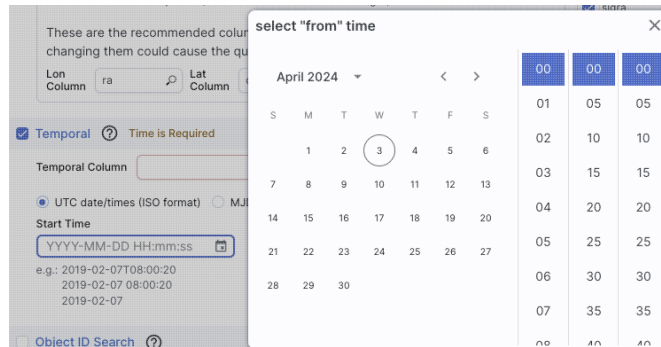 sigra
These are the recommended colu
changing them could cause the qu
Lon
Column
ra
Lat
Column
Temporal
Time is Required
Temporal Column
UTC date/times (ISO format)
MJ
Start Time
YYYY-MM-DD HH:mm:ss
e.g.: 2019-02-07T08:00:20
2019-02-07 08:00:20
2019-02-07
Object ID Search
select "from" time
April 2024
S M T W T F S
1 2 3 4 5 6
7 8 9 10 11 12 13
14 15 16 17 18 19 20
21 22 23 24 25 26 27
28 29 30
00 00 00
01 05 05
02 10 10
03 15 15
04 20 20
05 25 25
06 30 30
07 35 35
08 40 40